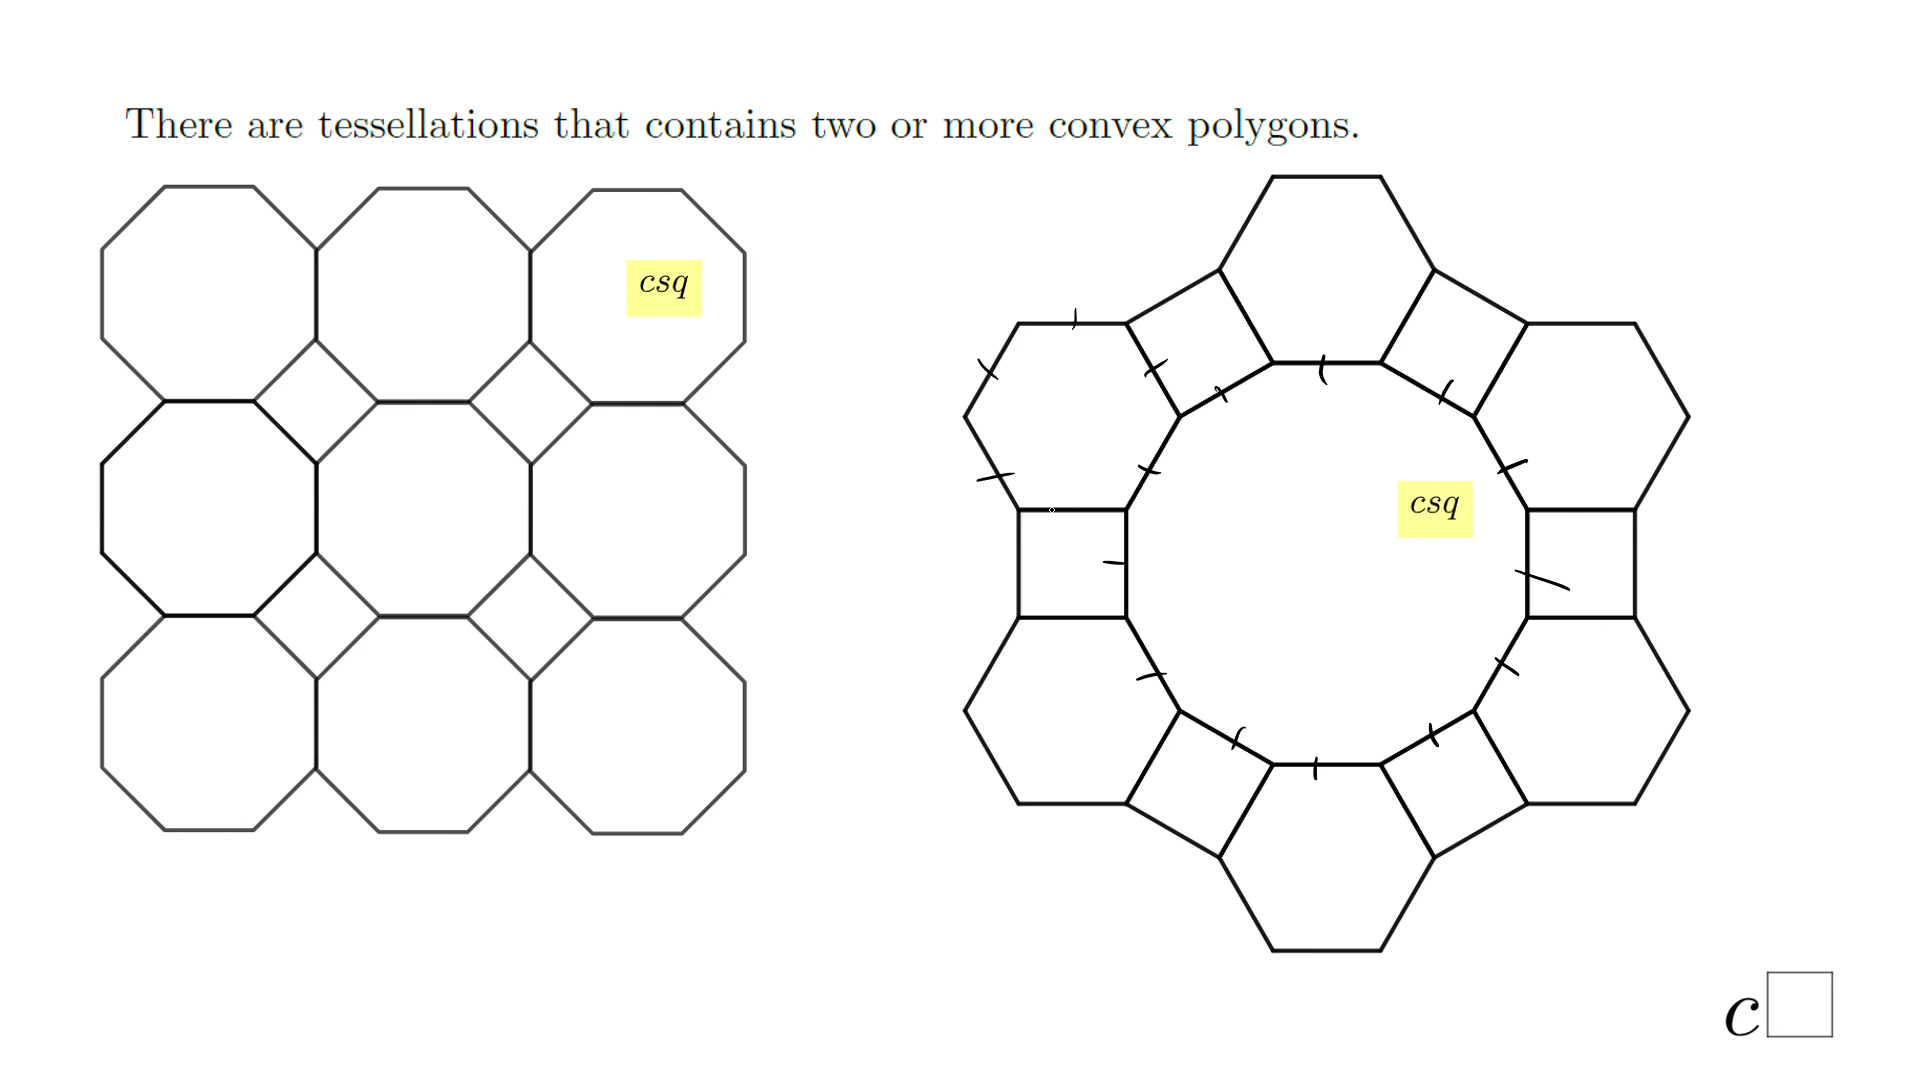 There are tessellations that contains two or more convex polygons.
csq
csq
c